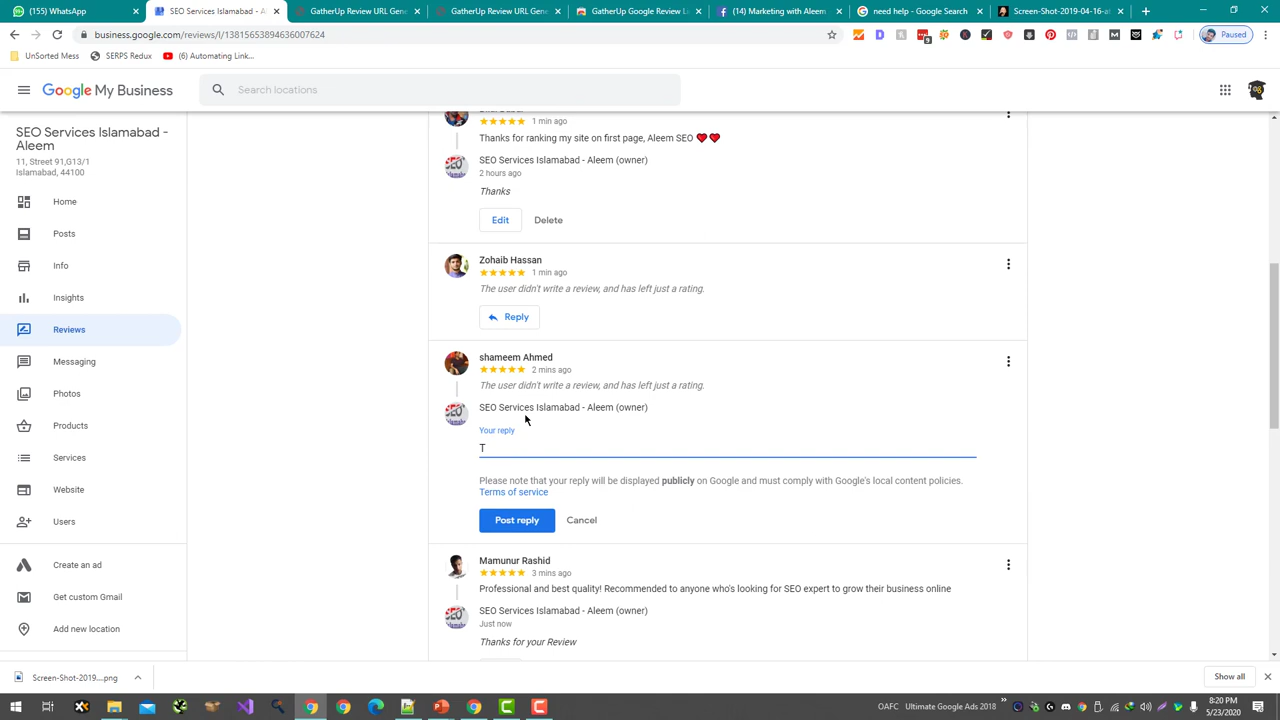 (15) WhatsApp
SEO Services Islamabad - A
GatherUp Review URL Gene
GatherUp Review URL Gene
GatherUp Google Review L
(14) Marketing with Aleem
need help - Google Search
Screen-Shot-2019-04-16-at
business.google.com/reviews/l/13815653894636007624
9
Paused
UnSorted Mess
SERPS Redux
(6) Automating Link...
Google My Business
Search locations
SEO Services Islamabad -
Aleem
11, Street 91,G13/1
Islamabad, 44100
Home
Posts
Info
Insights
Reviews
Messaging
Photos
Products
Services
Website
Users
Create an ad
Get custom Gmail
Add new location
1 min ago
Thanks for ranking my site on first page, Aleem SEO ❤❤
SEO Services Islamabad - Aleem (owner)
2 hours ago
Thanks
Edit
Delete
Zohaib Hassan
1 min ago
The user didn't write a review, and has left just a rating.
Reply
shameem Ahmed
2 mins ago
The user didn't write a review, and has left just a rating.
SEO Services Islamabad - Aleem (owner)
Your reply
T
Please note that your reply will be displayed publicly on Google and must comply with Google's local content policies.
Terms of service
Post reply
Cancel
Mamunur Rashid
3 mins ago
Professional and best quality! Recommended to anyone who's looking for SEO expert to grow their business online
SEO Services Islamabad - Aleem (owner)
Just now
Thanks for your Review
Screen-Shot-2019....png
Show all
OAFC
Ultimate Google Ads 2018
8:20 PM
5/23/2020